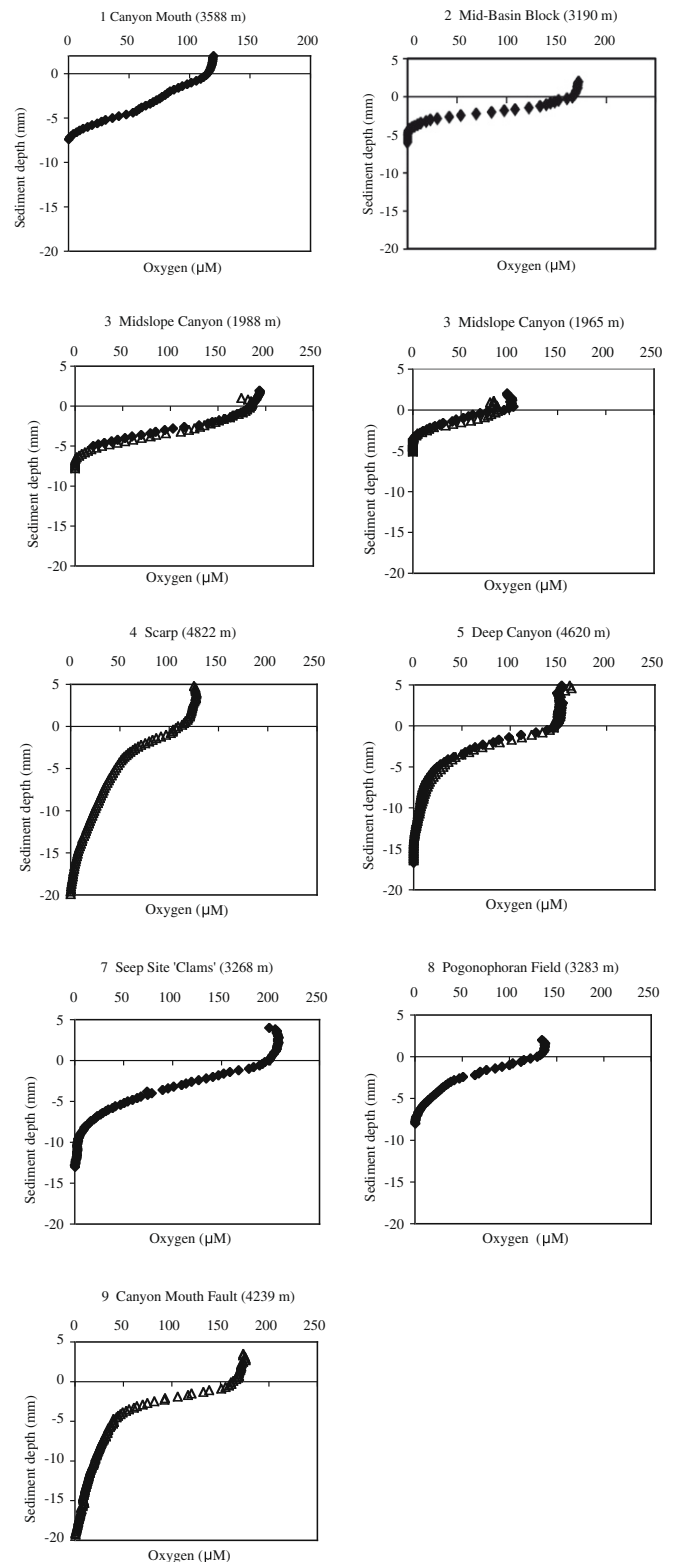 1 Canyon Mouth (3588 m)
0 50 100 150 200
5
0
-5
-10
-15
-20
Sediment depth (mm)
Oxygen (µM)
2 Mid-Basin Block (3190 m)
0 50 100 150 200
5
0
-5
-10
-15
-20
Sediment depth (mm)
Oxygen (µM)
3 Midslope Canyon (1988 m)
0 50 100 150 200 250
5
0
-5
-10
-15
-20
Sediment depth (mm)
Oxygen (µM)
3 Midslope Canyon (1965 m)
0 50 100 150 200 250
5
0
-5
-10
-15
-20
Sediment depth (mm)
Oxygen (µM)
4 Scarp (4822 m)
0 50 100 150 200 250
5
0
-5
-10
-15
-20
Sediment depth (mm)
Oxygen (µM)
5 Deep Canyon (4620 m)
0 50 100 150 200 250
5
0
-5
-10
-15
-20
Sediment depth (mm)
Oxygen (µM)
7 Seep Site 'Clams' (3268 m)
0 50 100 150 200 250
5
0
-5
-10
-15
-20
Sediment depth (mm)
Oxygen (µM)
8 Pogonophoran Field (3283 m)
0 50 100 150 200 250
5
0
-5
-10
-15
-20
Sediment depth (mm)
Oxygen (µM)
9 Canyon Mouth Fault (4239 m)
0 50 100 150 200 250
5
0
-5
-10
-15
-20
Sediment depth (mm)
Oxygen (µM)